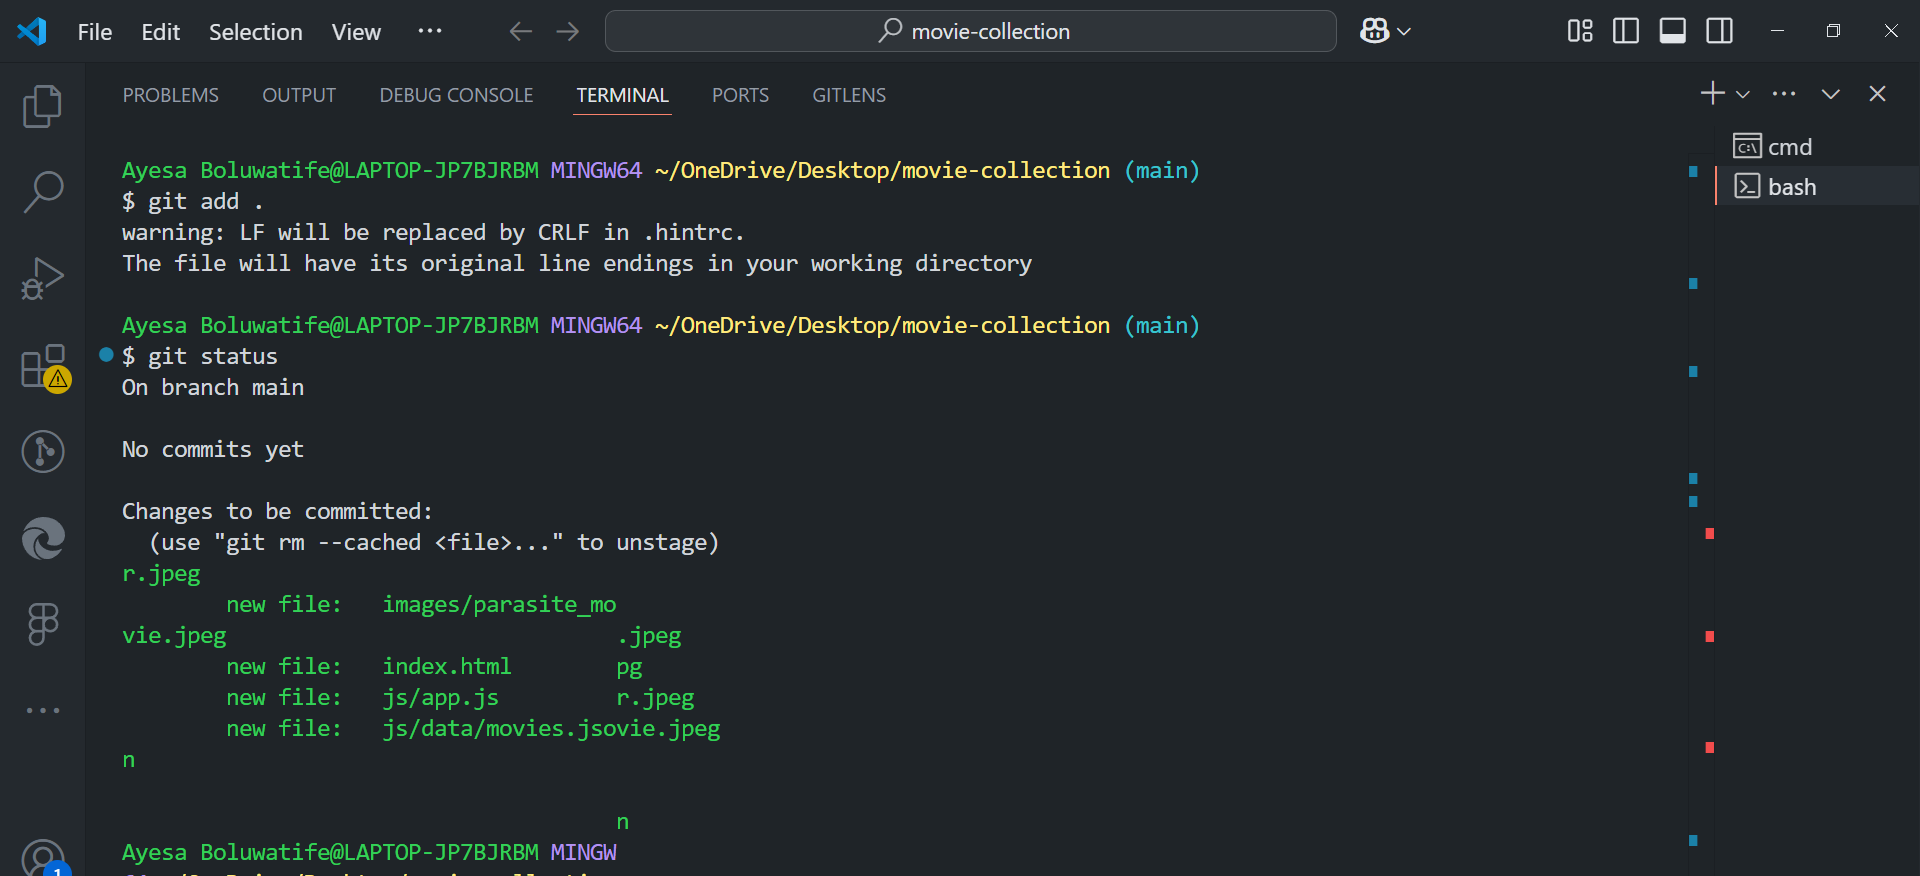 File Edit Selection View ··· movie-collection
PROBLEMS OUTPUT DEBUG CONSOLE TERMINAL PORTS GITLENS
cmd
bash
Ayesa Boluwatife@LAPTOP-JP7BJRBM MINGW64 ~/OneDrive/Desktop/movie-collection (main)
$ git add .
warning: LF will be replaced by CRLF in .hintrc.
The file will have its original line endings in your working directory
Ayesa Boluwatife@LAPTOP-JP7BJRBM MINGW64 ~/OneDrive/Desktop/movie-collection (main)
$ git status
On branch main
No commits yet
Changes to be committed:
(use "git rm --cached <file>..." to unstage)
r.jpeg
new file: images/parasite_mo
vie.jpeg .jpeg
new file: index.html pg
new file: js/app.js r.jpeg
new file: js/data/movies.jsovie.jpeg
n
n
Ayesa Boluwatife@LAPTOP-JP7BJRBM MINGW
1